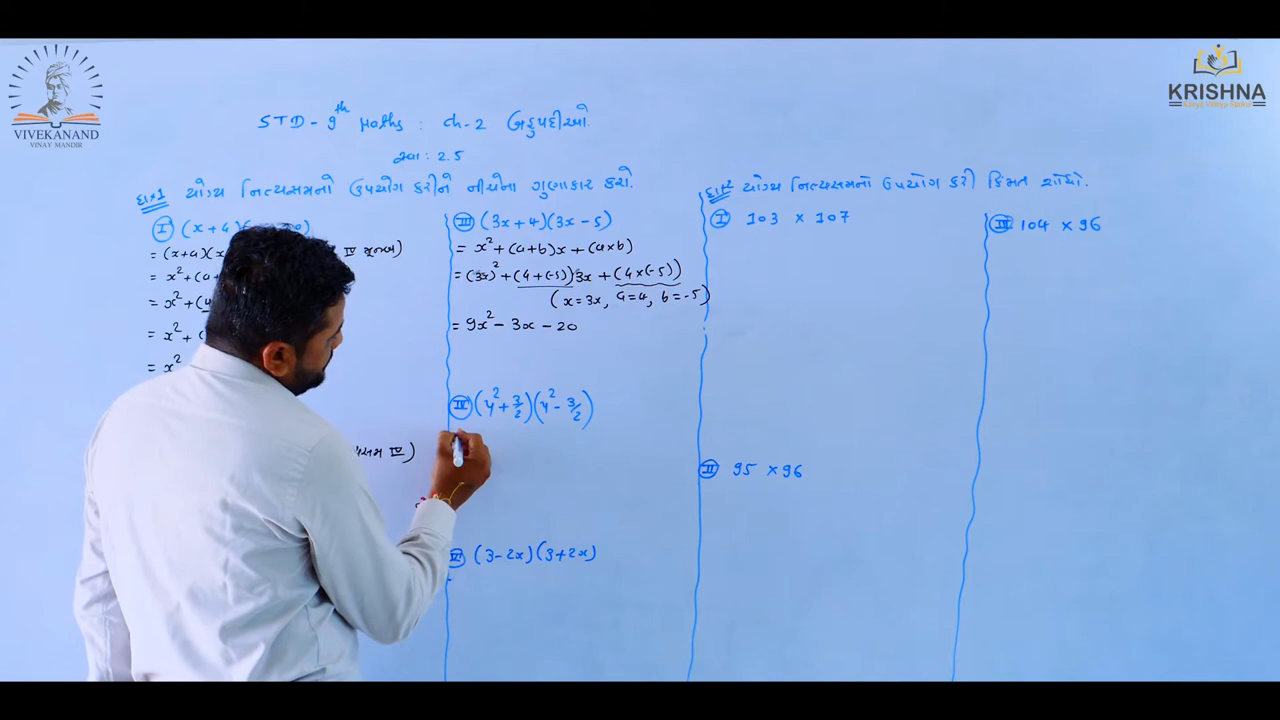 VIVEKANAND
VINAY MANDIR
KRISHNA
STD - 9th Maths : Ch-2 બહુપદીઓ
સ્વા : 2.5
દા*1 યોગ્ય નિત્યસમનો ઉપયોગ કરીને નીચેના ગુણાકાર કરો.
I (x+4)(
= (x+a)(x
IV મુજબ)
= x² + (a
= x² + (
= x² + (
= x²
IV)
III (3x+4)(3x-5)
= x² + (a+b)x + (a×b)
= (3x)² + (4+(-5))3x + (4×(-5))
(x=3x, a=4, b=-5)
= 9x² - 3x - 20
IV (y² + 3/2)(y² - 3/2)
(3-2x)(3+2x)
દા*2 યોગ્ય નિત્યસમનો ઉપયોગ કરી કિંમત શોધો.
I 103 × 107
II 95 × 96
III 104 × 96